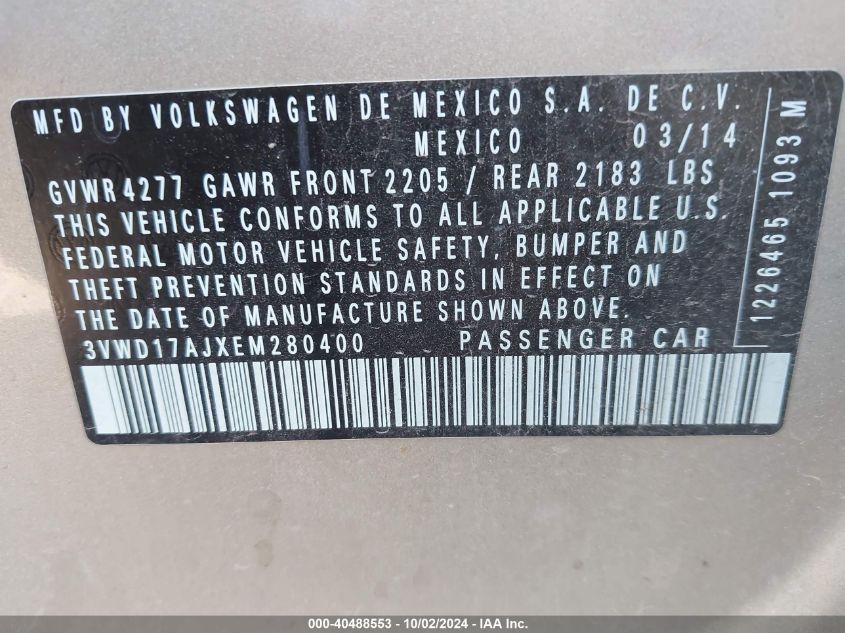 MFD BY VOLKSWAGEN DE MEXICO S.A. DE C.V.
MEXICO 03/14
GVWR 4277 GAWR FRONT 2205 / REAR 2183 LBS
THIS VEHICLE CONFORMS TO ALL APPLICABLE U.S.
FEDERAL MOTOR VEHICLE SAFETY, BUMPER AND
THEFT PREVENTION STANDARDS IN EFFECT ON
THE DATE OF MANUFACTURE SHOWN ABOVE.
3VWD17AJXEM280400 PASSENGER CAR
1226465 1093 M
000-40488553 - 10/02/2024 - IAA Inc.